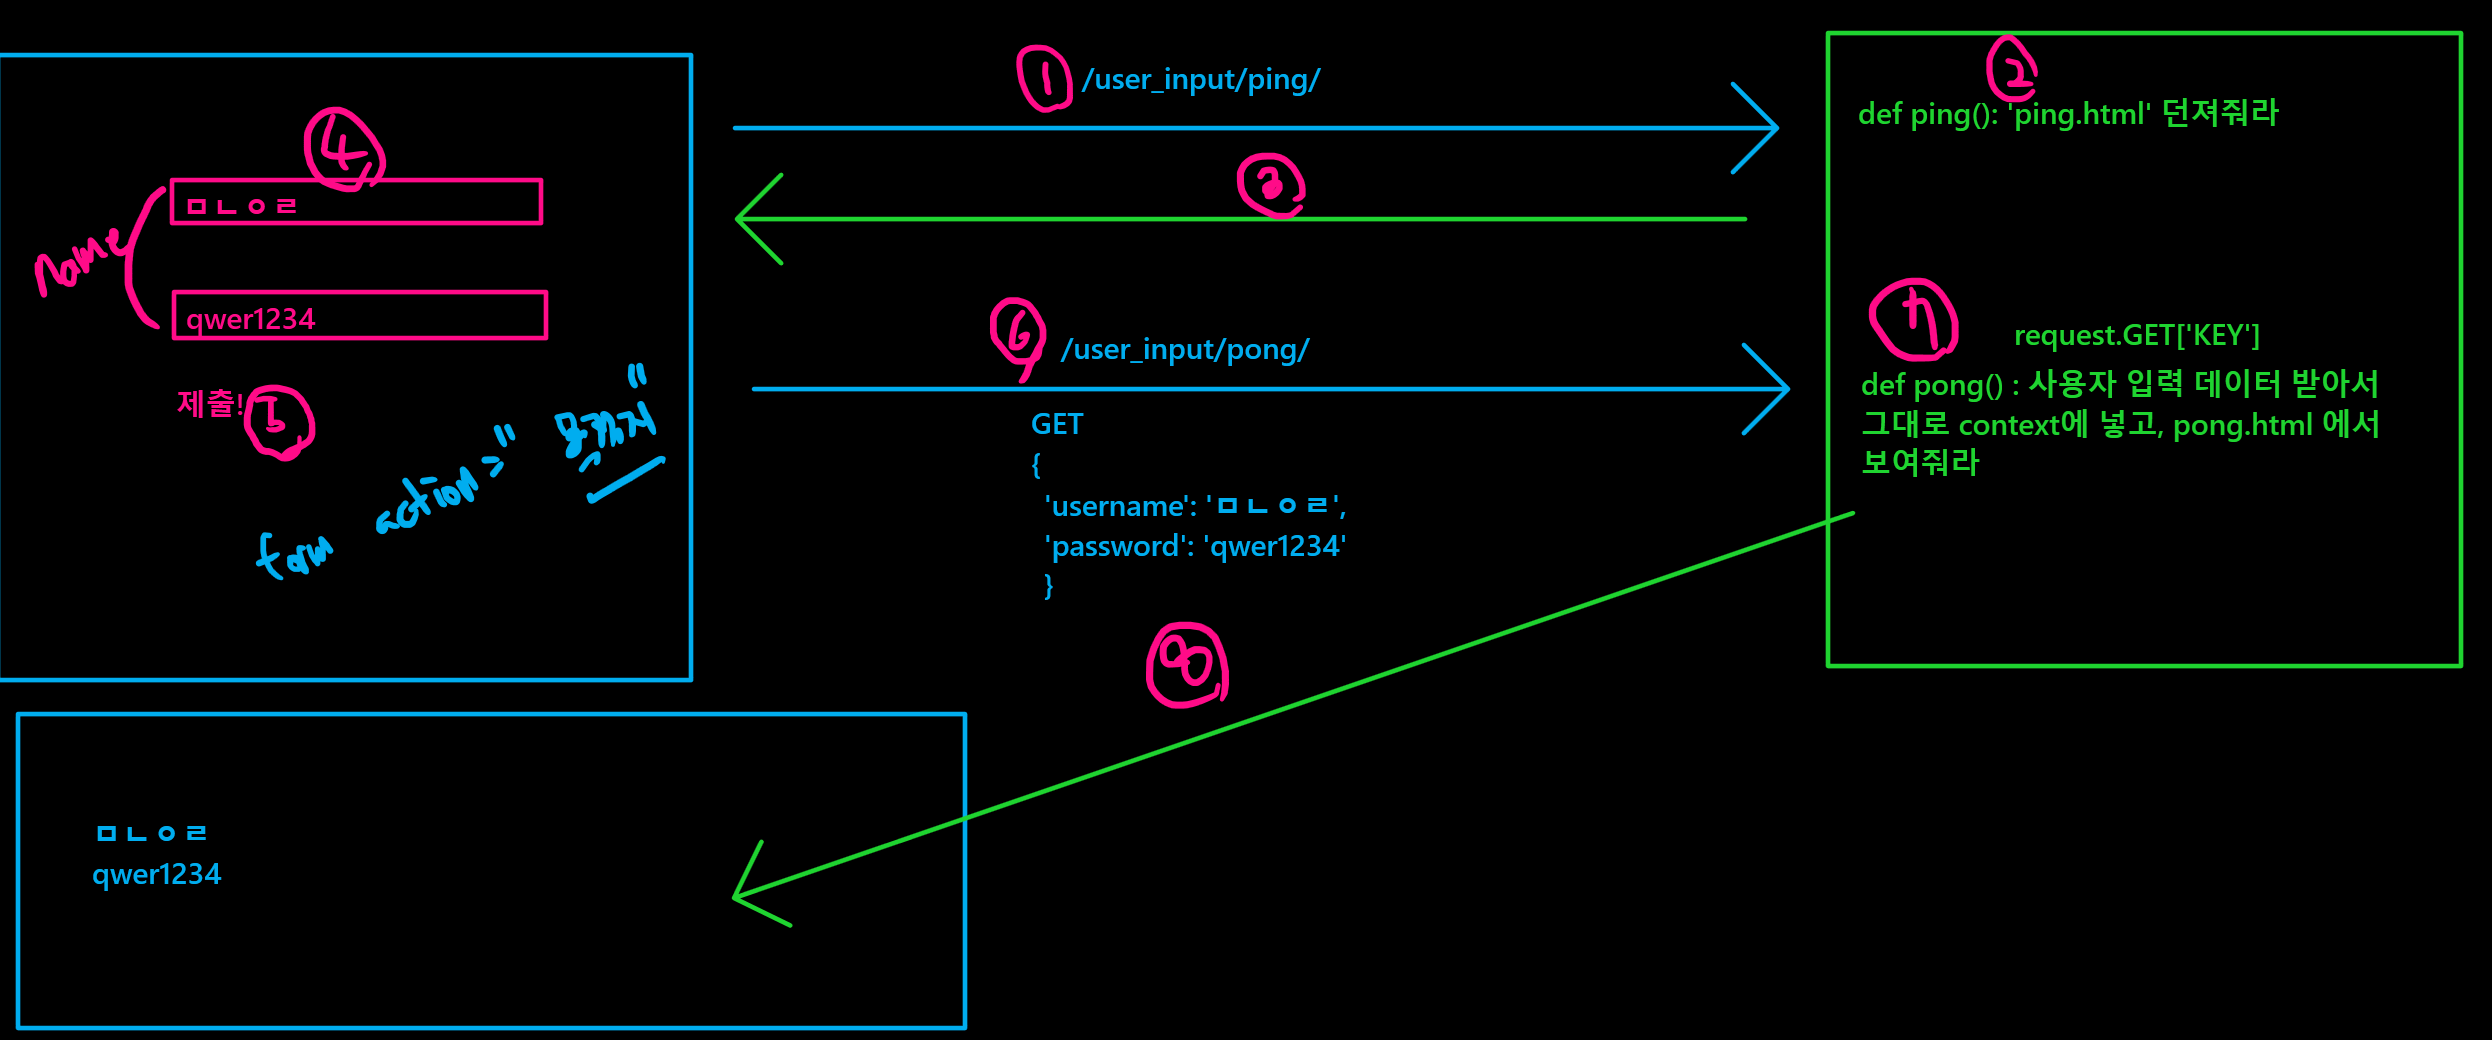 ① /user_input/ping/
②
def ping(): 'ping.html' 던져줘라
③
④
ㅁㄴㅇㄹ
name
qwer1234
제출! ⑤
form action=" "
⑥ /user_input/pong/
GET
{
'username': 'ㅁㄴㅇㄹ',
'password': 'qwer1234'
}
⑦
request.GET['KEY']
def pong() : 사용자 입력 데이터 받아서
그대로 context에 넣고, pong.html 에서
보여줘라
⑧
ㅁㄴㅇㄹ
qwer1234